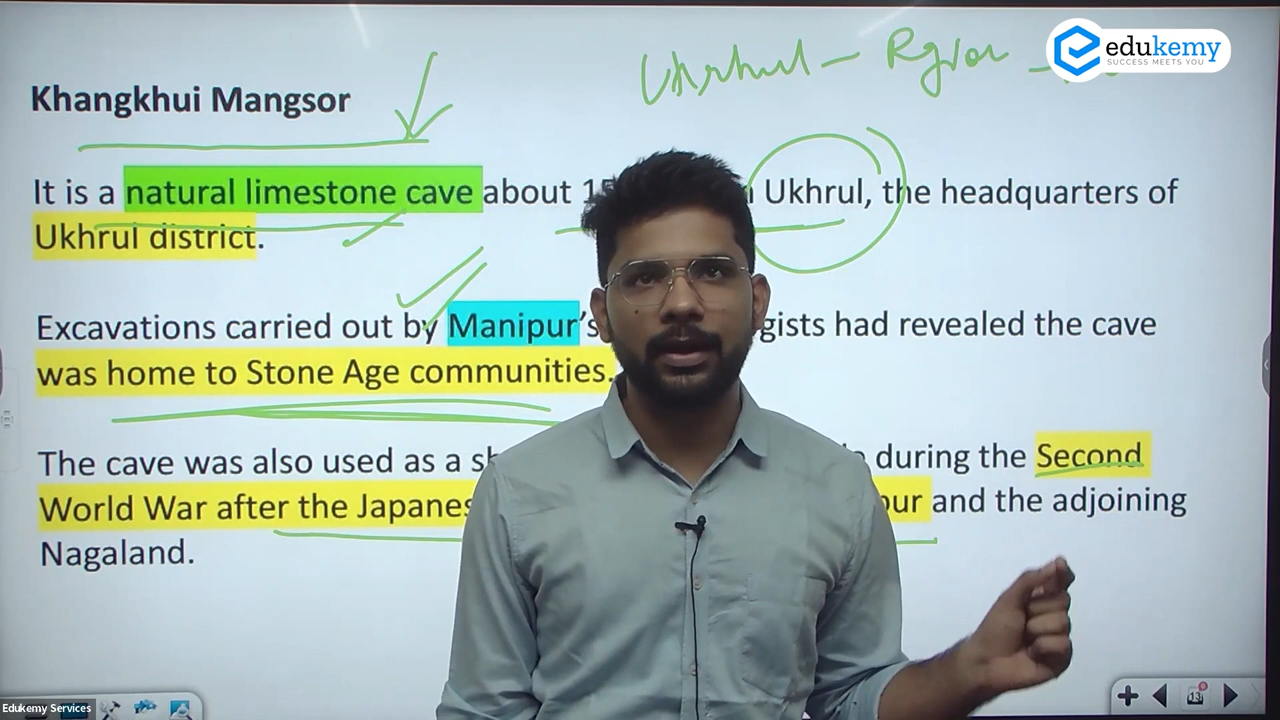 Ukhrul - Region
edukemy
SUCCESS MEETS YOU
Khangkhui Mangsor
It is a natural limestone cave about 15 Ukhrul, the headquarters of
Ukhrul district.
Excavations carried out by Manipur's gists had revealed the cave
was home to Stone Age communities.
The cave was also used as a sh during the Second
World War after the Japanes pur and the adjoining
Nagaland.
Edukemy Services
13